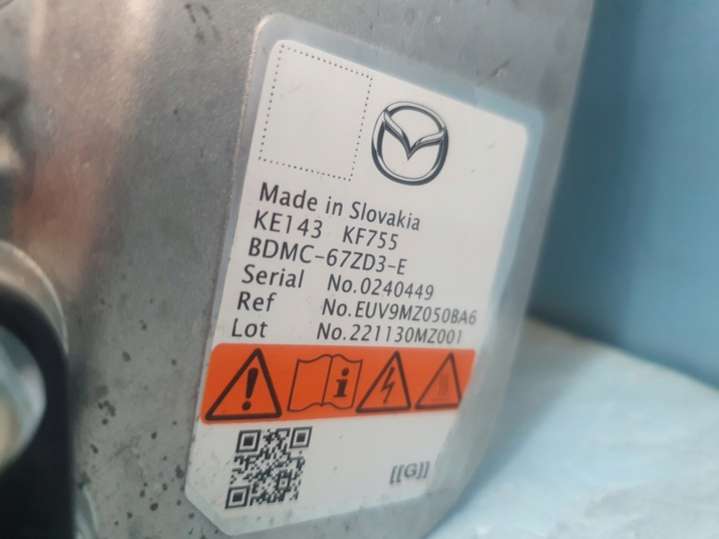 Made in Slovakia
KE143 KF755
BDMC-67ZD3-E
Serial No.0240449
Ref No.EUV9MZ050BA6
Lot No.221130MZ001
[[G]]